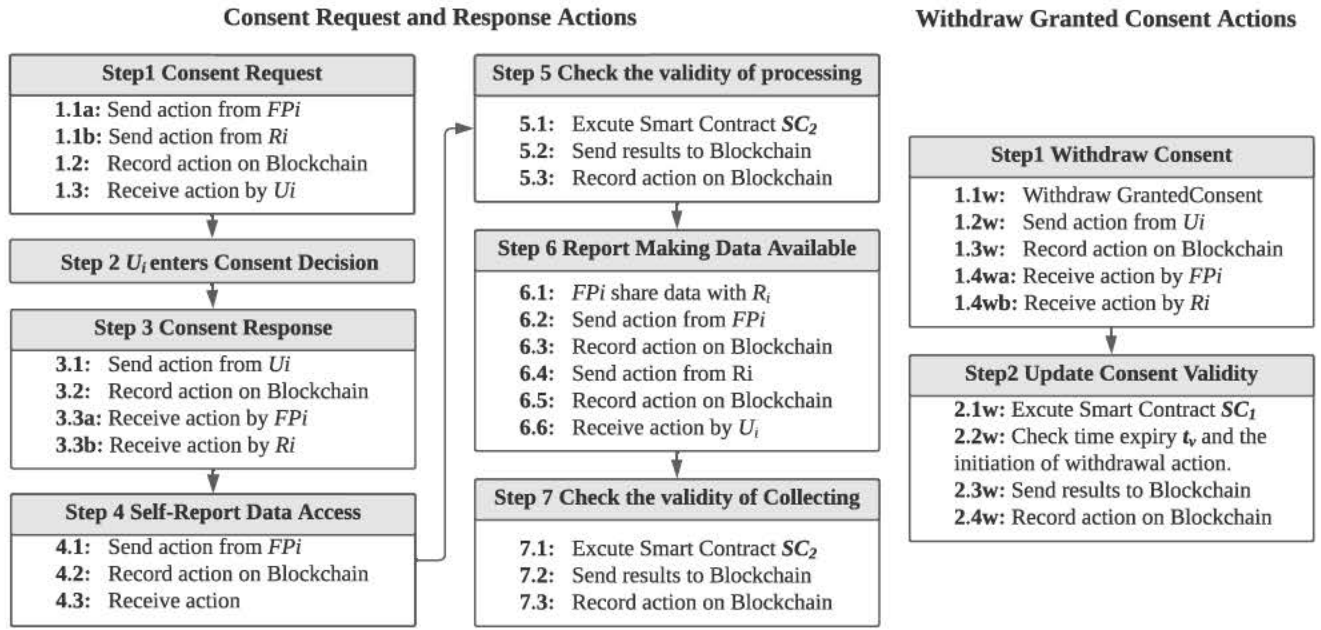 Consent Request and Response Actions
Step1 Consent Request
1.1a: Send action from FPi
1.1b: Send action from Ri
1.2: Record action on Blockchain
1.3: Receive action by Ui
Step 2 Ui enters Consent Decision
Step 3 Consent Response
3.1: Send action from Ui
3.2: Record action on Blockchain
3.3a: Receive action by FPi
3.3b: Receive action by Ri
Step 4 Self-Report Data Access
4.1: Send action from FPi
4.2: Record action on Blockchain
4.3: Receive action
Step 5 Check the validity of processing
5.1: Excute Smart Contract SC2
5.2: Send results to Blockchain
5.3: Record action on Blockchain
Step 6 Report Making Data Available
6.1: FPi share data with Ri
6.2: Send action from FPi
6.3: Record action on Blockchain
6.4: Send action from Ri
6.5: Record action on Blockchain
6.6: Receive action by Ui
Step 7 Check the validity of Collecting
7.1: Excute Smart Contract SC2
7.2: Send results to Blockchain
7.3: Record action on Blockchain
Withdraw Granted Consent Actions
Step1 Withdraw Consent
1.1w: Withdraw GrantedConsent
1.2w: Send action from Ui
1.3w: Record action on Blockchain
1.4wa: Receive action by FPi
1.4wb: Receive action by Ri
Step2 Update Consent Validity
2.1w: Excute Smart Contract SC1
2.2w: Check time expiry tv and the
initiation of withdrawal action.
2.3w: Send results to Blockchain
2.4w: Record action on Blockchain